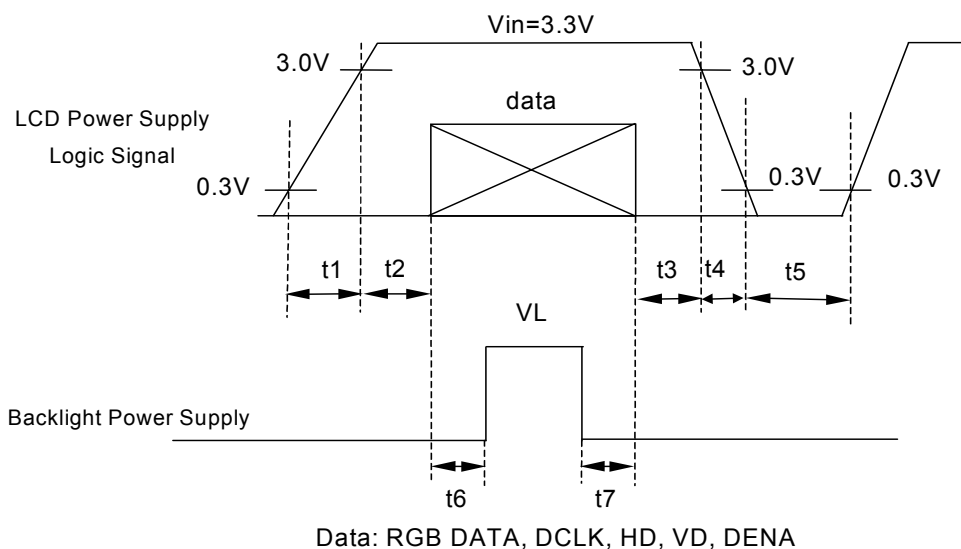 Vin=3.3V
3.0V
3.0V
data
LCD Power Supply
Logic Signal
0.3V
0.3V
0.3V
t1
t2
t3
t4
t5
VL
Backlight Power Supply
t6
t7
Data: RGB DATA, DCLK, HD, VD, DENA